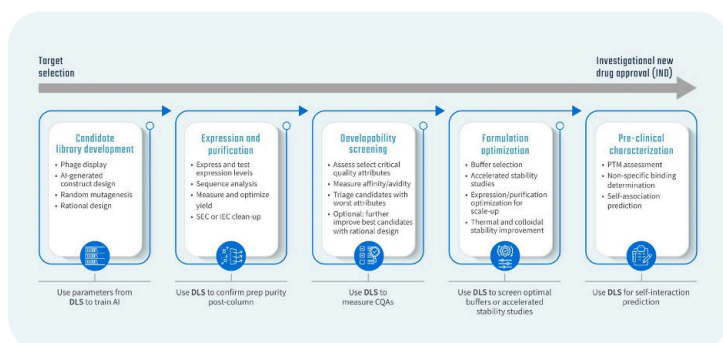 Target
selection
Investigational new
drug approval (IND)
Candidate
library development
• Phage display
• AI-generated
construct design
• Random mutagenesis
• Rational design
Use parameters from
DLS to train AI
Expression and
purification
• Express and test
expression levels
• Sequence analysis
• Measure and optimize
yield
• SEC or IEC clean-up
Use DLS to confirm prep purity
post-column
Developability
screening
• Assess select critical
quality attributes
• Measure affinity/avidity
• Triage candidates with
worst attributes
• Optional: further
improve best candidates
with rational design
Use DLS to
measure CQAs
Formulation
optimization
• Buffer selection
• Accelerated stability
studies
• Expression/purification
optimization for
scale-up
• Thermal and colloidal
stability improvement
Use DLS to screen optimal
buffers or accelerated
stability studies
Pre-clinical
characterization
• PTM assessment
• Non-specific binding
determination
• Self-association
prediction
Use DLS for self-interaction
prediction